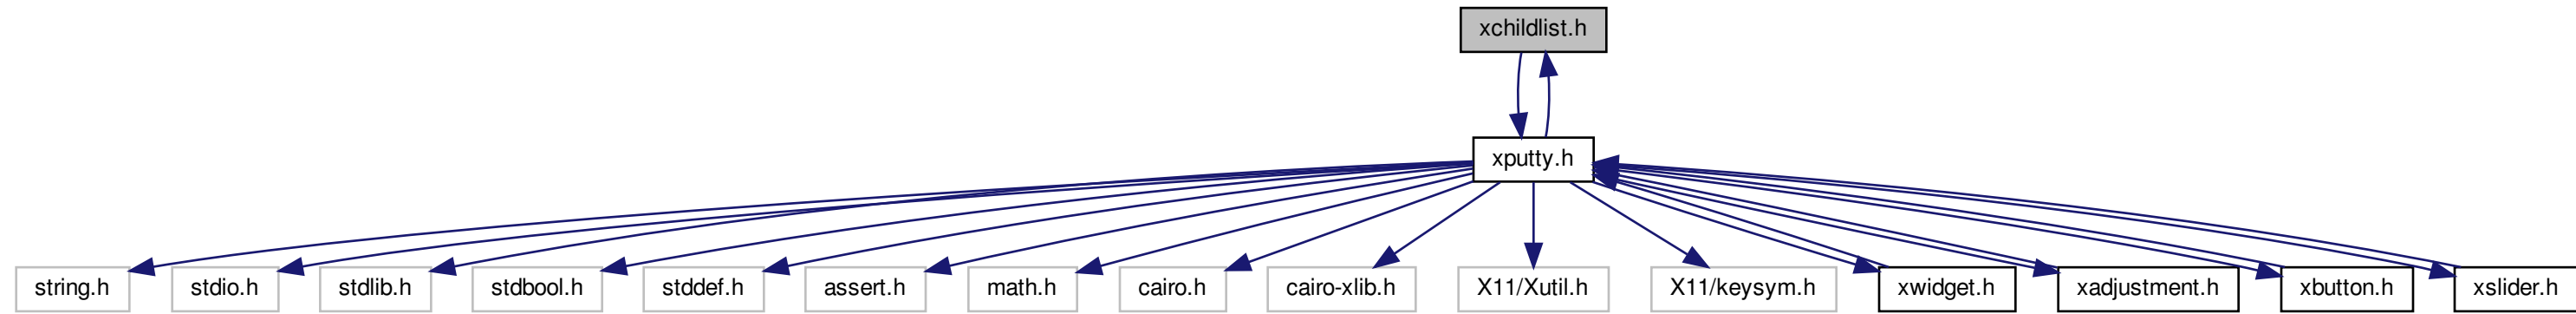 xchildlist.h
xputty.h
string.h
stdio.h
stdlib.h
stdbool.h
stddef.h
assert.h
math.h
cairo.h
cairo-xlib.h
X11/Xutil.h
X11/keysym.h
xwidget.h
xadjustment.h
xbutton.h
xslider.h